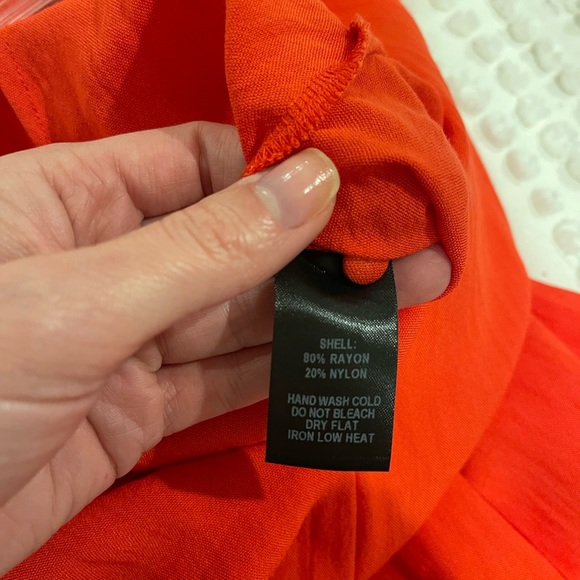 SHELL:
80% RAYON
20% NYLON
HAND WASH COLD
DO NOT BLEACH
DRY FLAT
IRON LOW HEAT